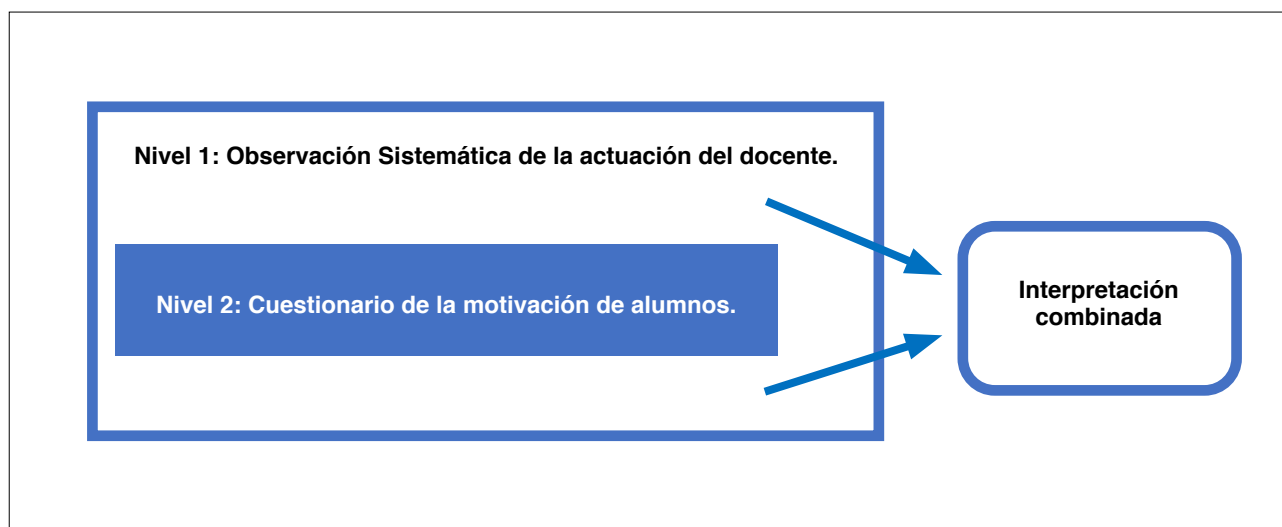 Nivel 1: Observación Sistemática de la actuación del docente.
Nivel 2: Cuestionario de la motivación de alumnos.
Interpretación
combinada